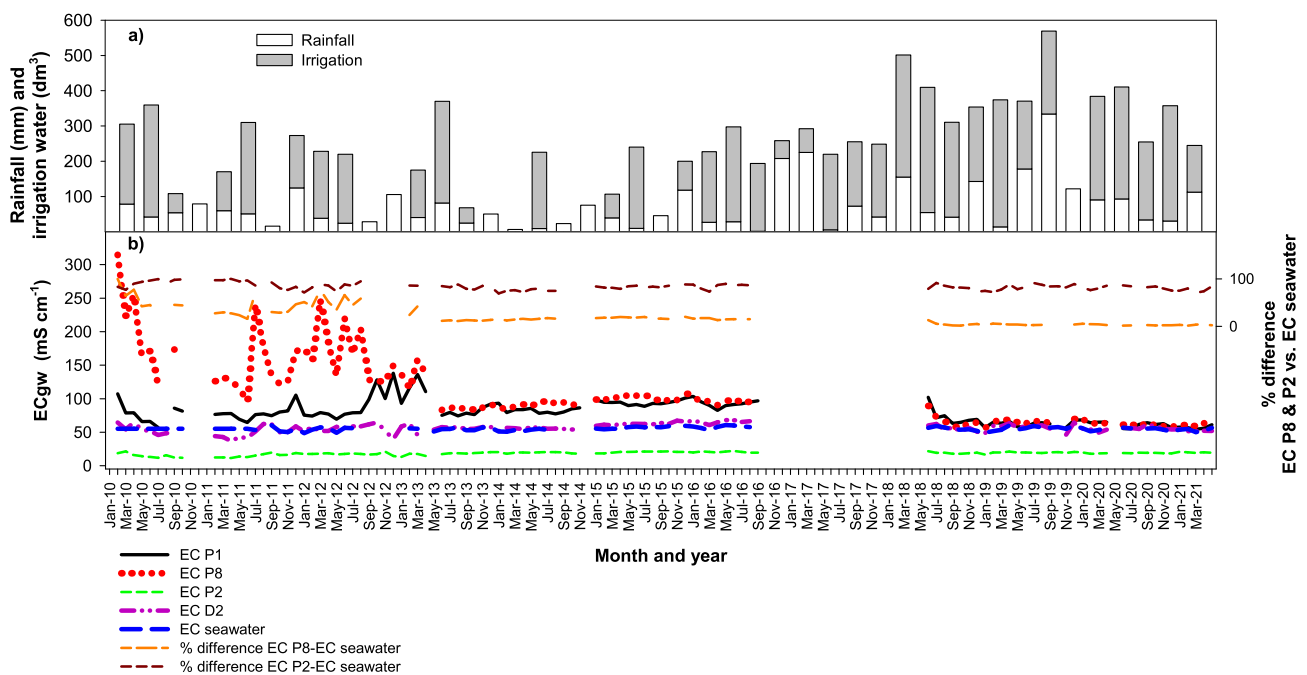 a)
Rainfall
Irrigation
Rainfall (mm) and
irrigation water (dm³)
600
500
400
300
200
100
b)
ECgw (mS cm⁻¹)
300
250
200
150
100
50
0
100
0
% difference
EC P8 & P2 vs. EC seawater
Jan-10
Mar-10
May-10
Jul-10
Sep-10
Nov-10
Jan-11
Mar-11
May-11
Jul-11
Sep-11
Nov-11
Jan-12
Mar-12
May-12
Jul-12
Sep-12
Nov-12
Jan-13
Mar-13
May-13
Jul-13
Sep-13
Nov-13
Jan-14
Mar-14
May-14
Jul-14
Sep-14
Nov-14
Jan-15
Mar-15
May-15
Jul-15
Sep-15
Nov-15
Jan-16
Mar-16
May-16
Jul-16
Sep-16
Nov-16
Jan-17
Mar-17
May-17
Jul-17
Sep-17
Nov-17
Jan-18
Mar-18
May-18
Jul-18
Sep-18
Nov-18
Jan-19
Mar-19
May-19
Jul-19
Sep-19
Nov-19
Jan-20
Mar-20
May-20
Jul-20
Sep-20
Nov-20
Jan-21
Mar-21
Month and year
EC P1
EC P8
EC P2
EC D2
EC seawater
% difference EC P8-EC seawater
% difference EC P2-EC seawater